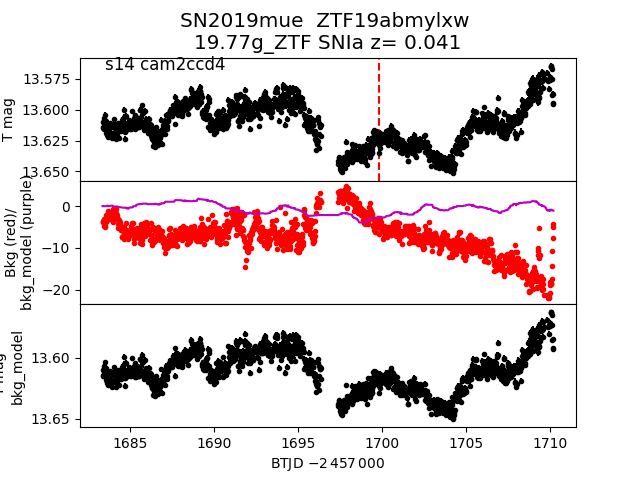 SN2019mue ZTF19abmylxw
19.77g_ZTF SNIa z= 0.041
s14 cam2ccd4
T mag
13.575
13.600
13.625
13.650
Bkg (red)/
bkg_model (purple)
0
−10
−20
mag
bkg_model
13.60
13.65
1685
1690
1695
1700
1705
1710
BTJD −2 457 000